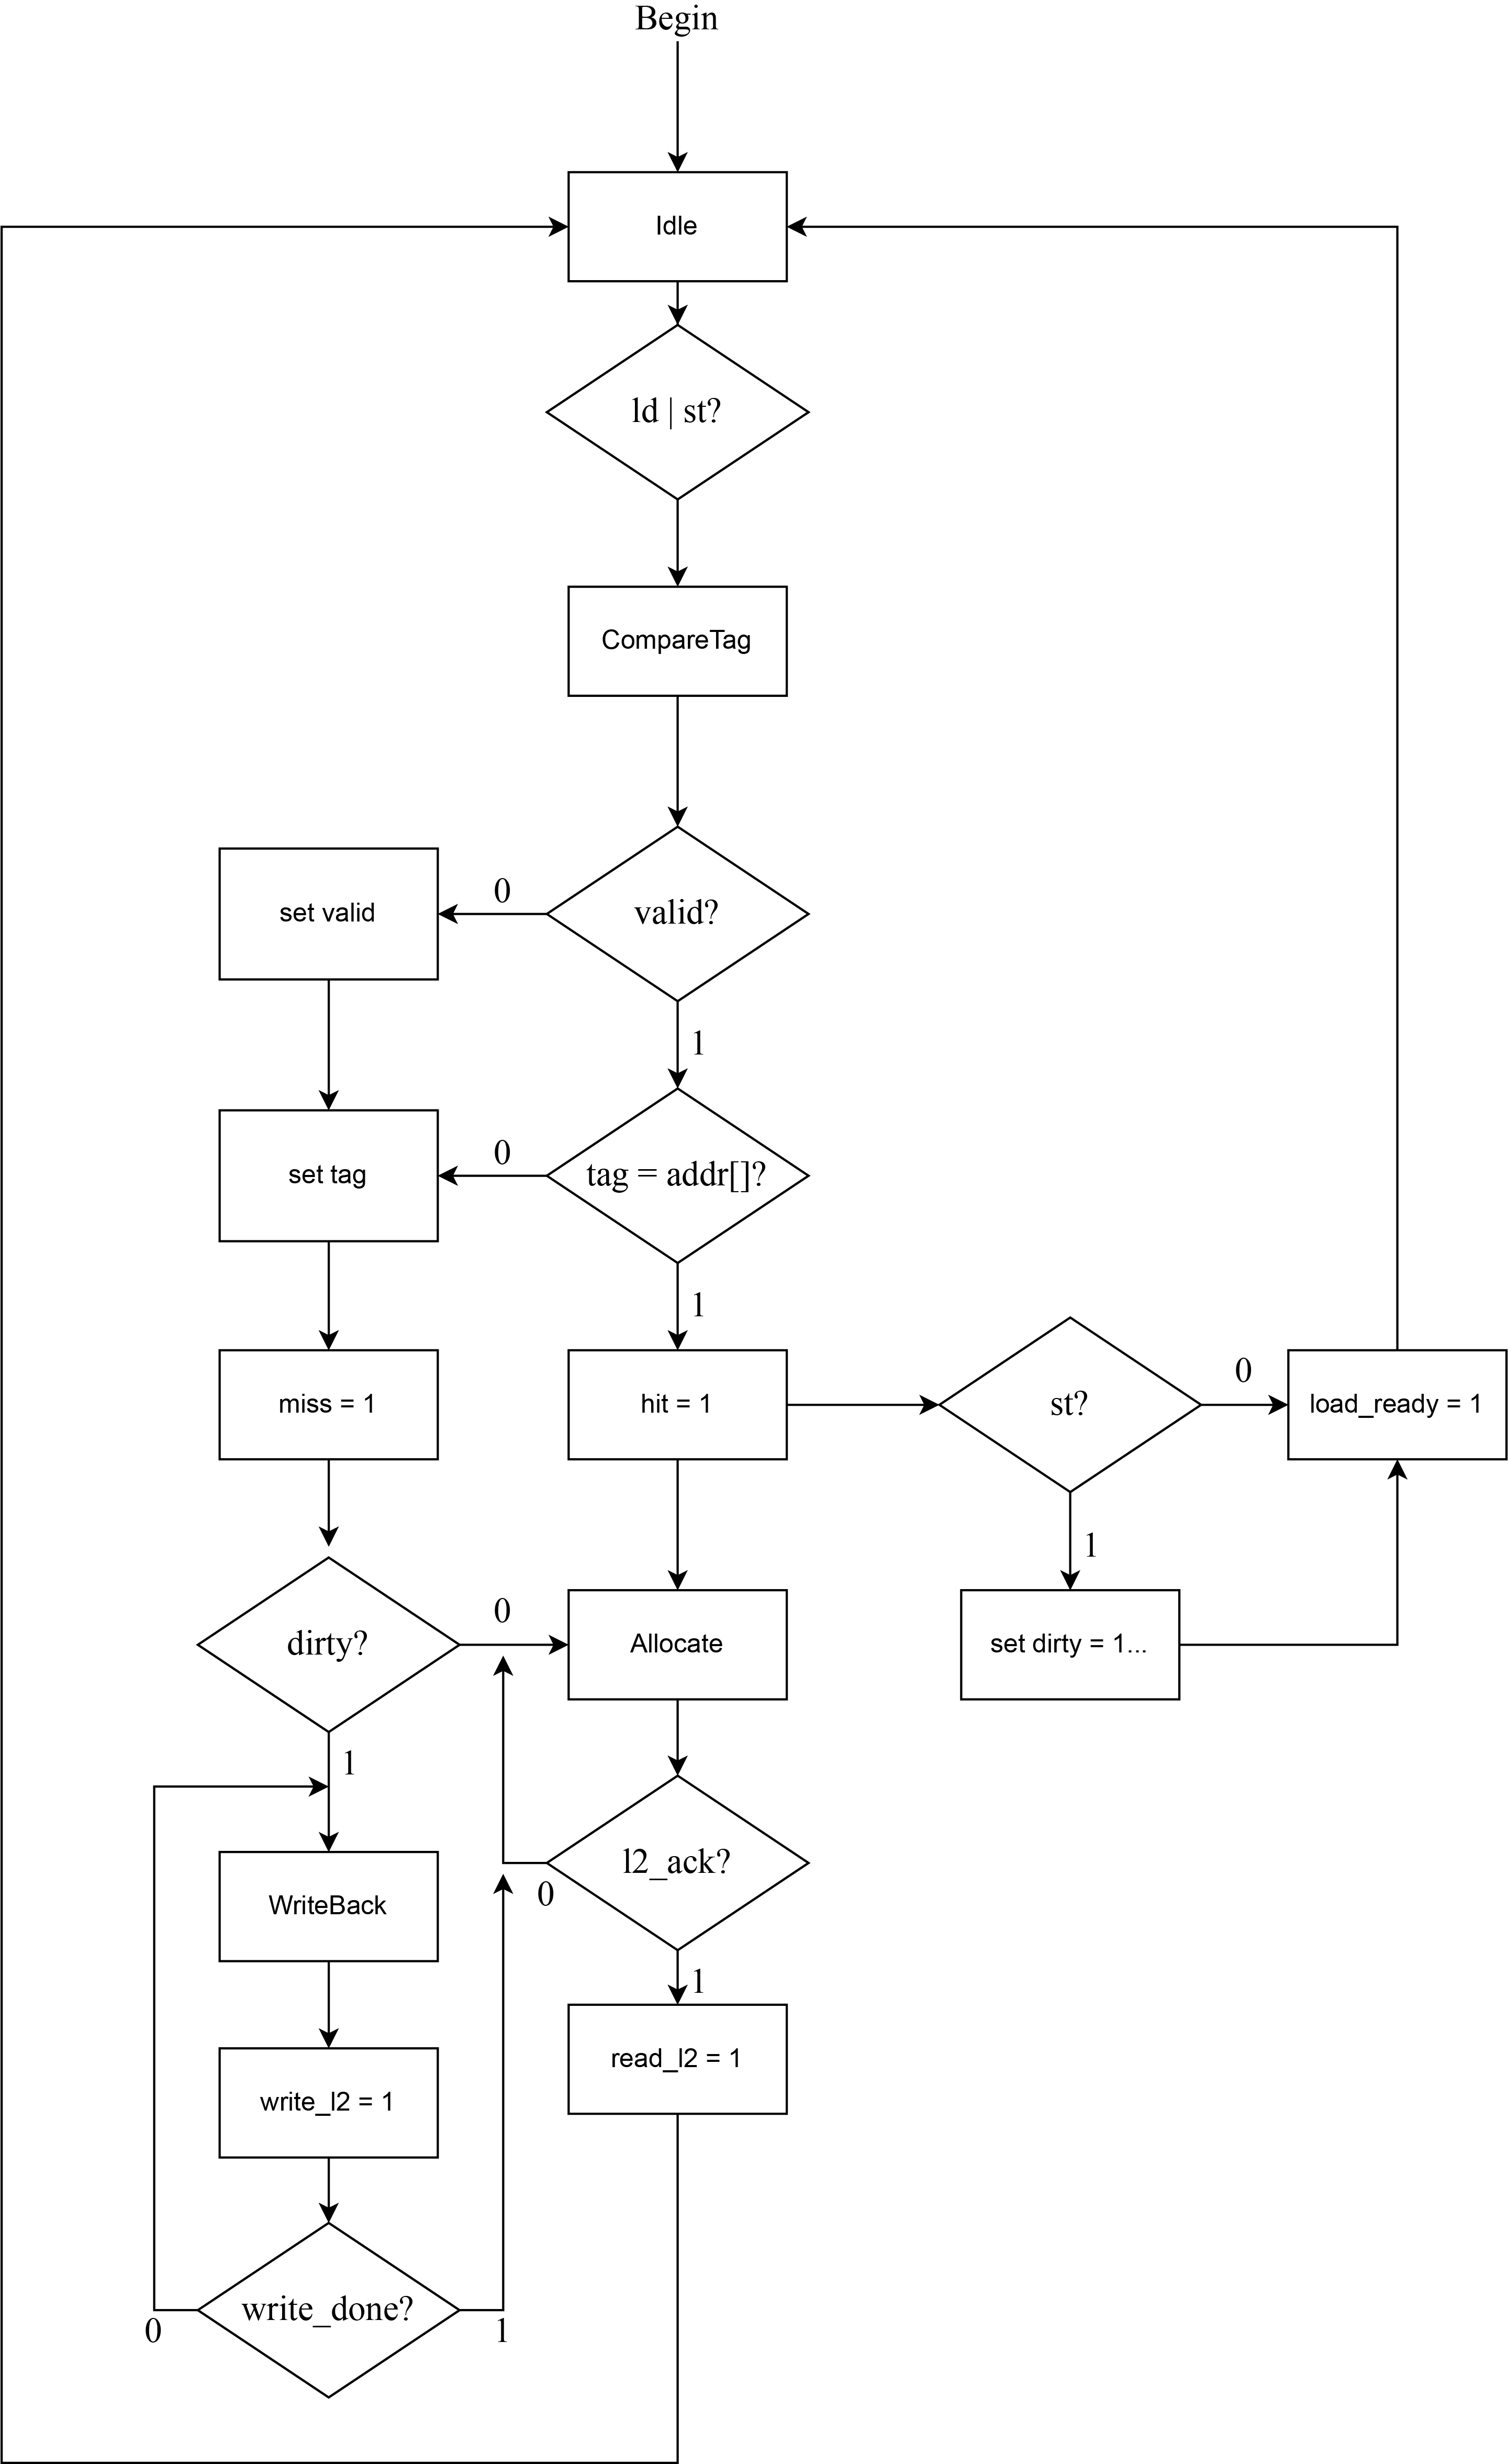 Begin
Idle
ld | st?
CompareTag
set valid
0
valid?
1
set tag
0
tag = addr[]?
1
miss = 1
hit = 1
st?
0
load_ready = 1
1
dirty?
0
Allocate
set dirty = 1...
1
l2_ack?
0
WriteBack
1
read_l2 = 1
write_l2 = 1
write_done?
0
1